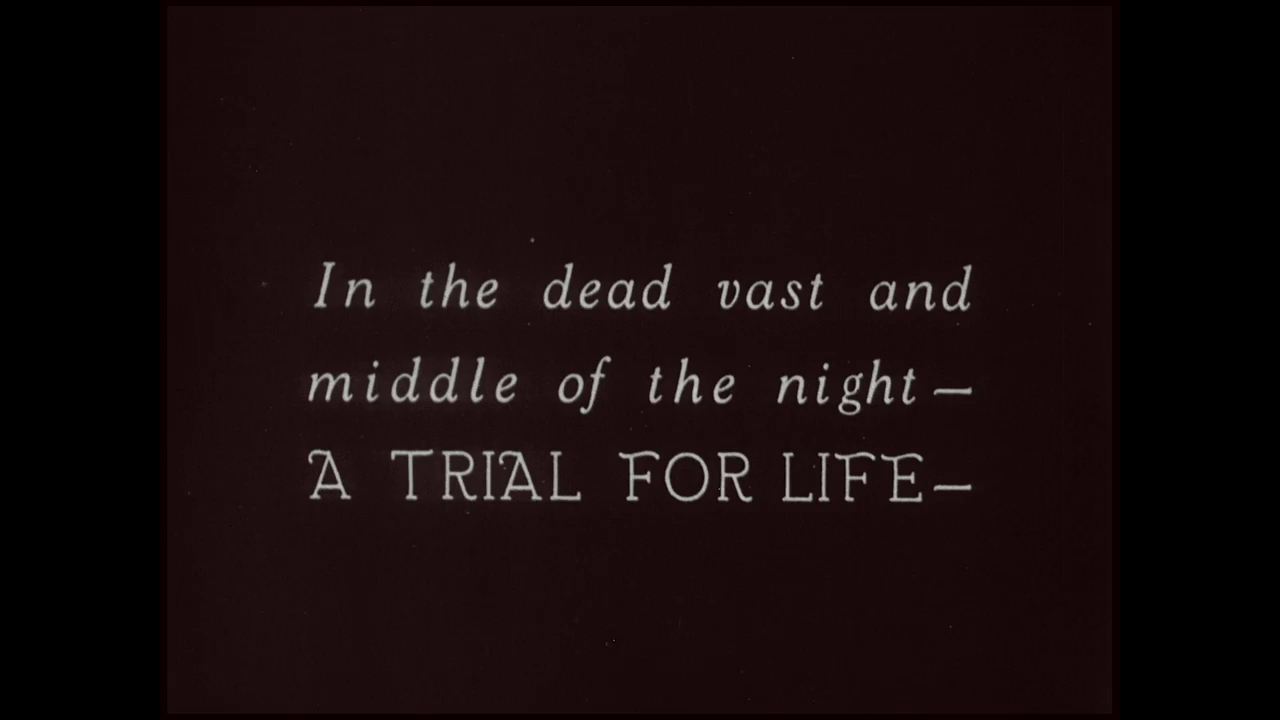 In the dead vast and
middle of the night —
A TRIAL FOR LIFE —